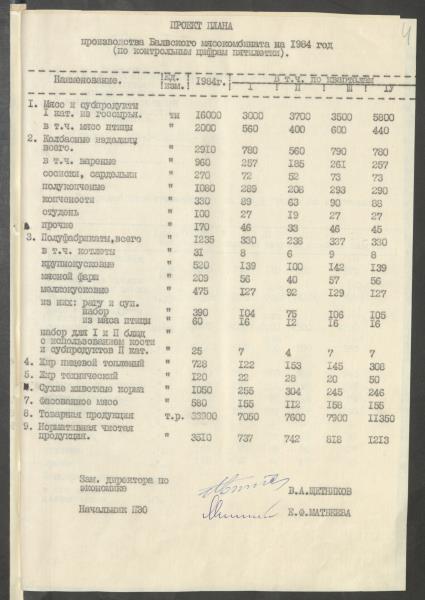 4
ПРОЕКТ ПЛАНА
производства Балвского мясокомбината на 1984 год
(по контрольным цифрам пятилетки).
Наименование. Ед. изм. 1984г. в т.ч. по кварталам
I II III IУ
1. Мясо и субпродукты
I кат. из госсырья. тн 16000 3000 3700 3500 5800
в т.ч. мясо птицы " 2000 560 400 600 440
2. Колбасные изделия,
всего. " 2910 780 560 790 780
в т.ч. вареные " 960 257 185 261 257
сосиски, сардельки " 270 72 52 73 73
полукопченые " 1080 289 208 293 290
копчености " 330 89 63 90 88
студень " 100 27 19 27 27
прочие " 170 46 33 46 45
3. Полуфабрикаты, всего " 1235 330 238 337 330
в т.ч. котлеты " 31 8 6 9 8
крупнокусковые " 520 139 100 142 139
мясной фарш " 209 56 40 57 56
мелкокусковые " 475 127 92 129 127
из них: рагу и суп.
набор " 390 104 75 106 105
из мяса птицы " 60 16 12 16 16
набор для I и II блюд
с использованием кости
и субпродуктов II кат. " 25 7 4 7 7
4. Жир пищевой топленый " 728 122 153 145 308
5. Жир технический " 120 22 28 20 50
6. Сухие животные корма " 1050 255 304 245 246
7. Фасованное мясо " 580 155 112 158 155
8. Товарная продукция т.р. 33900 7050 7600 7900 11350
9. Нормативная чистая
продукция. " 3510 737 742 818 1213
Зам. директора по
экономике В.А.ЩЕТНИКОВ
Начальник ПЭО Е.Ф.МАТВЕЕВА